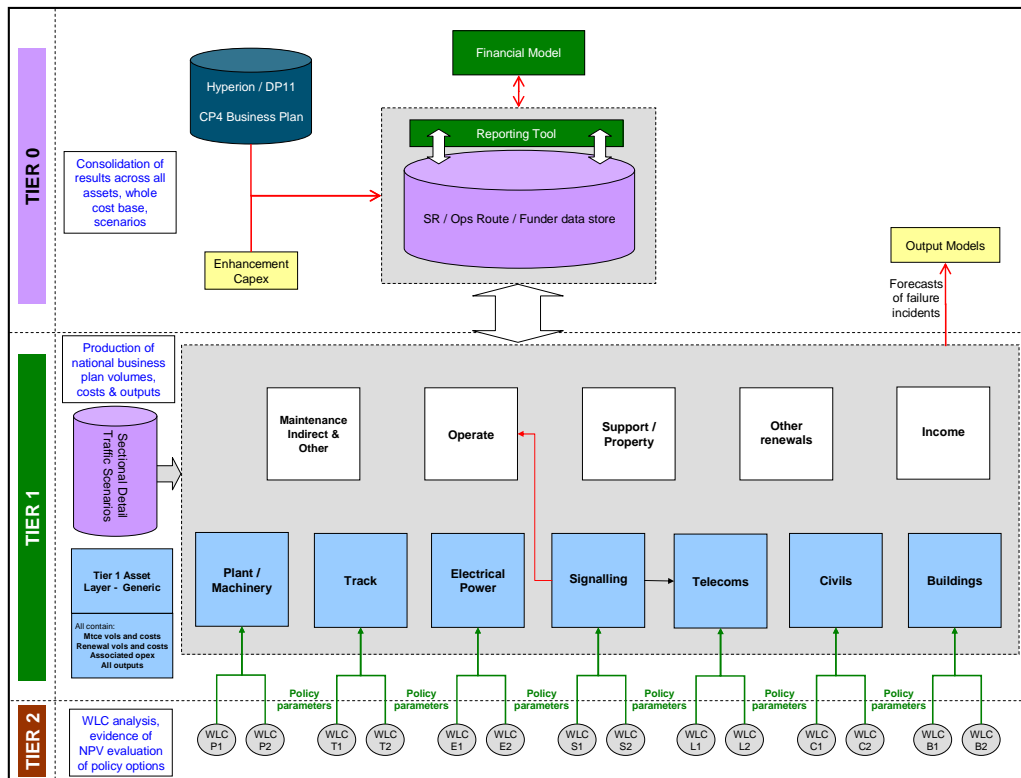 TIER 0
Hyperion / DP11
CP4 Business Plan
Financial Model
Reporting Tool
SR / Ops Route / Funder data store
Consolidation of
results across all
assets, whole
cost base,
scenarios
Enhancement
Capex
Output Models
Forecasts
of failure
incidents
TIER 1
Production of
national business
plan volumes,
costs & outputs
Sectional Detail
Traffic Scenarios
Maintenance
Indirect &
Other
Operate
Support /
Property
Other
renewals
Income
Tier 1 Asset
Layer - Generic
All contain:
Mtce vols and costs
Renewal vols and costs
Associated opex
All outputs
Plant /
Machinery
Track
Electrical
Power
Signalling
Telecoms
Civils
Buildings
Policy
parameters
Policy
parameters
Policy
parameters
Policy
parameters
Policy
parameters
Policy
parameters
TIER 2
WLC analysis,
evidence of
NPV evaluation
of policy options
WLC
P1
WLC
P2
WLC
T1
WLC
T2
WLC
E1
WLC
E2
WLC
S1
WLC
S2
WLC
L1
WLC
L2
WLC
C1
WLC
C2
WLC
B1
WLC
B2